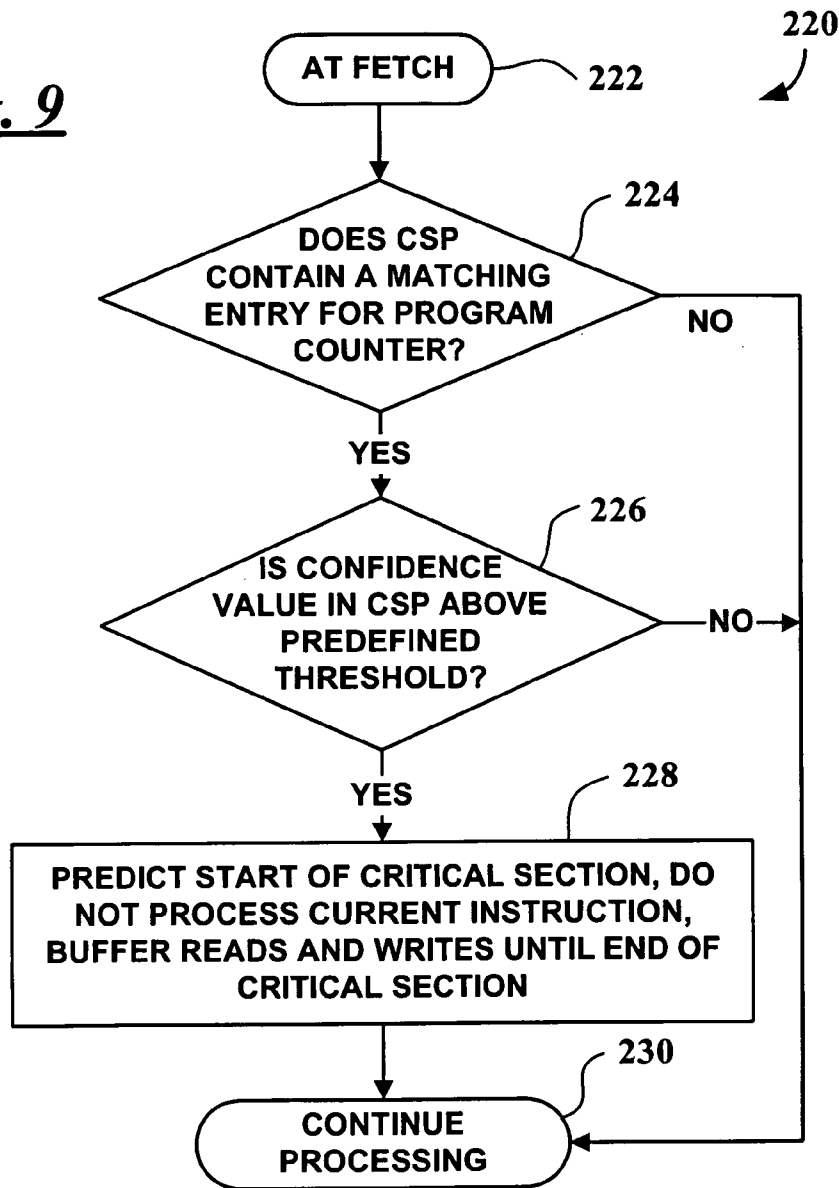 220
AT FETCH
222
. 9
224
DOES CSP
CONTAIN A MATCHING
ENTRY FOR PROGRAM
COUNTER?
NO
YES
226
IS CONFIDENCE
VALUE IN CSP ABOVE
PREDEFINED
THRESHOLD?
NO
YES
228
PREDICT START OF CRITICAL SECTION, DO
NOT PROCESS CURRENT INSTRUCTION,
BUFFER READS AND WRITES UNTIL END OF
CRITICAL SECTION
230
CONTINUE
PROCESSING